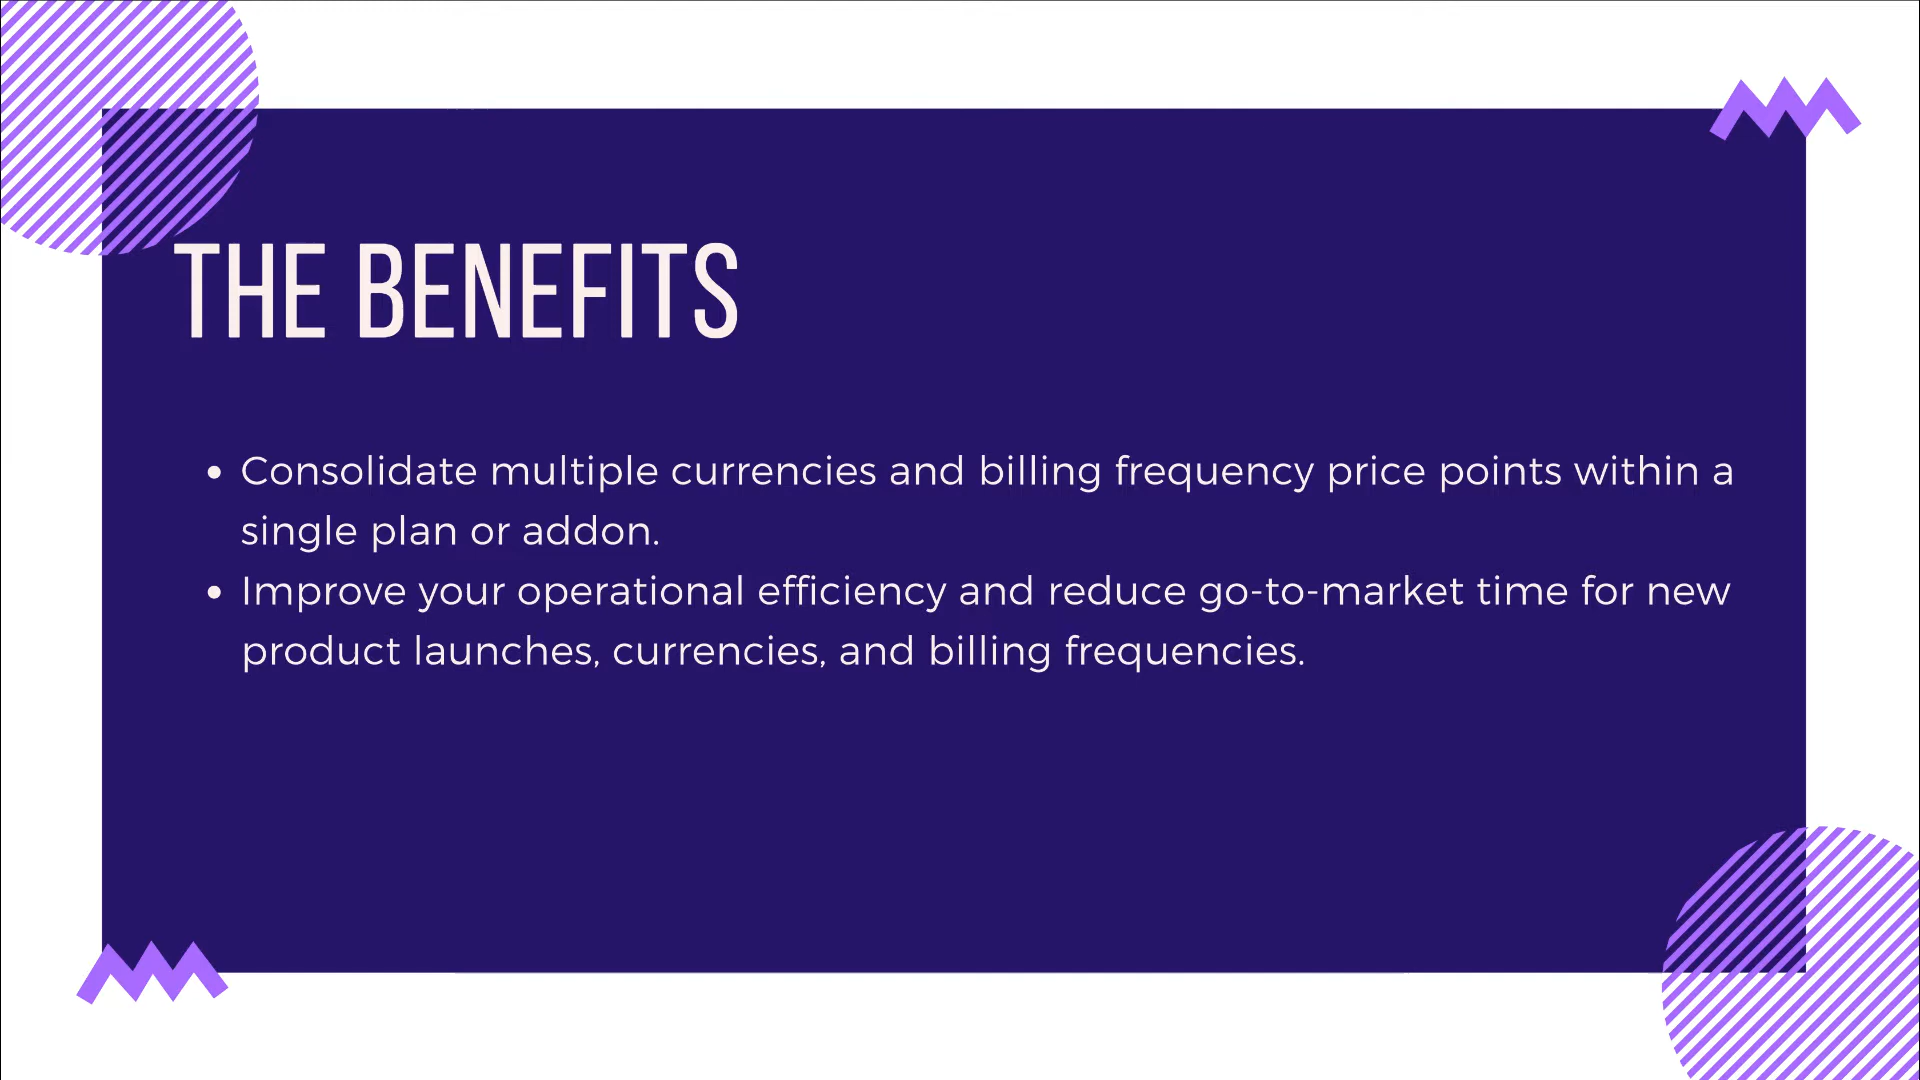 THE BENEFITS
• Consolidate multiple currencies and billing frequency price points within a
single plan or addon.
• Improve your operational efficiency and reduce go-to-market time for new
product launches, currencies, and billing frequencies.